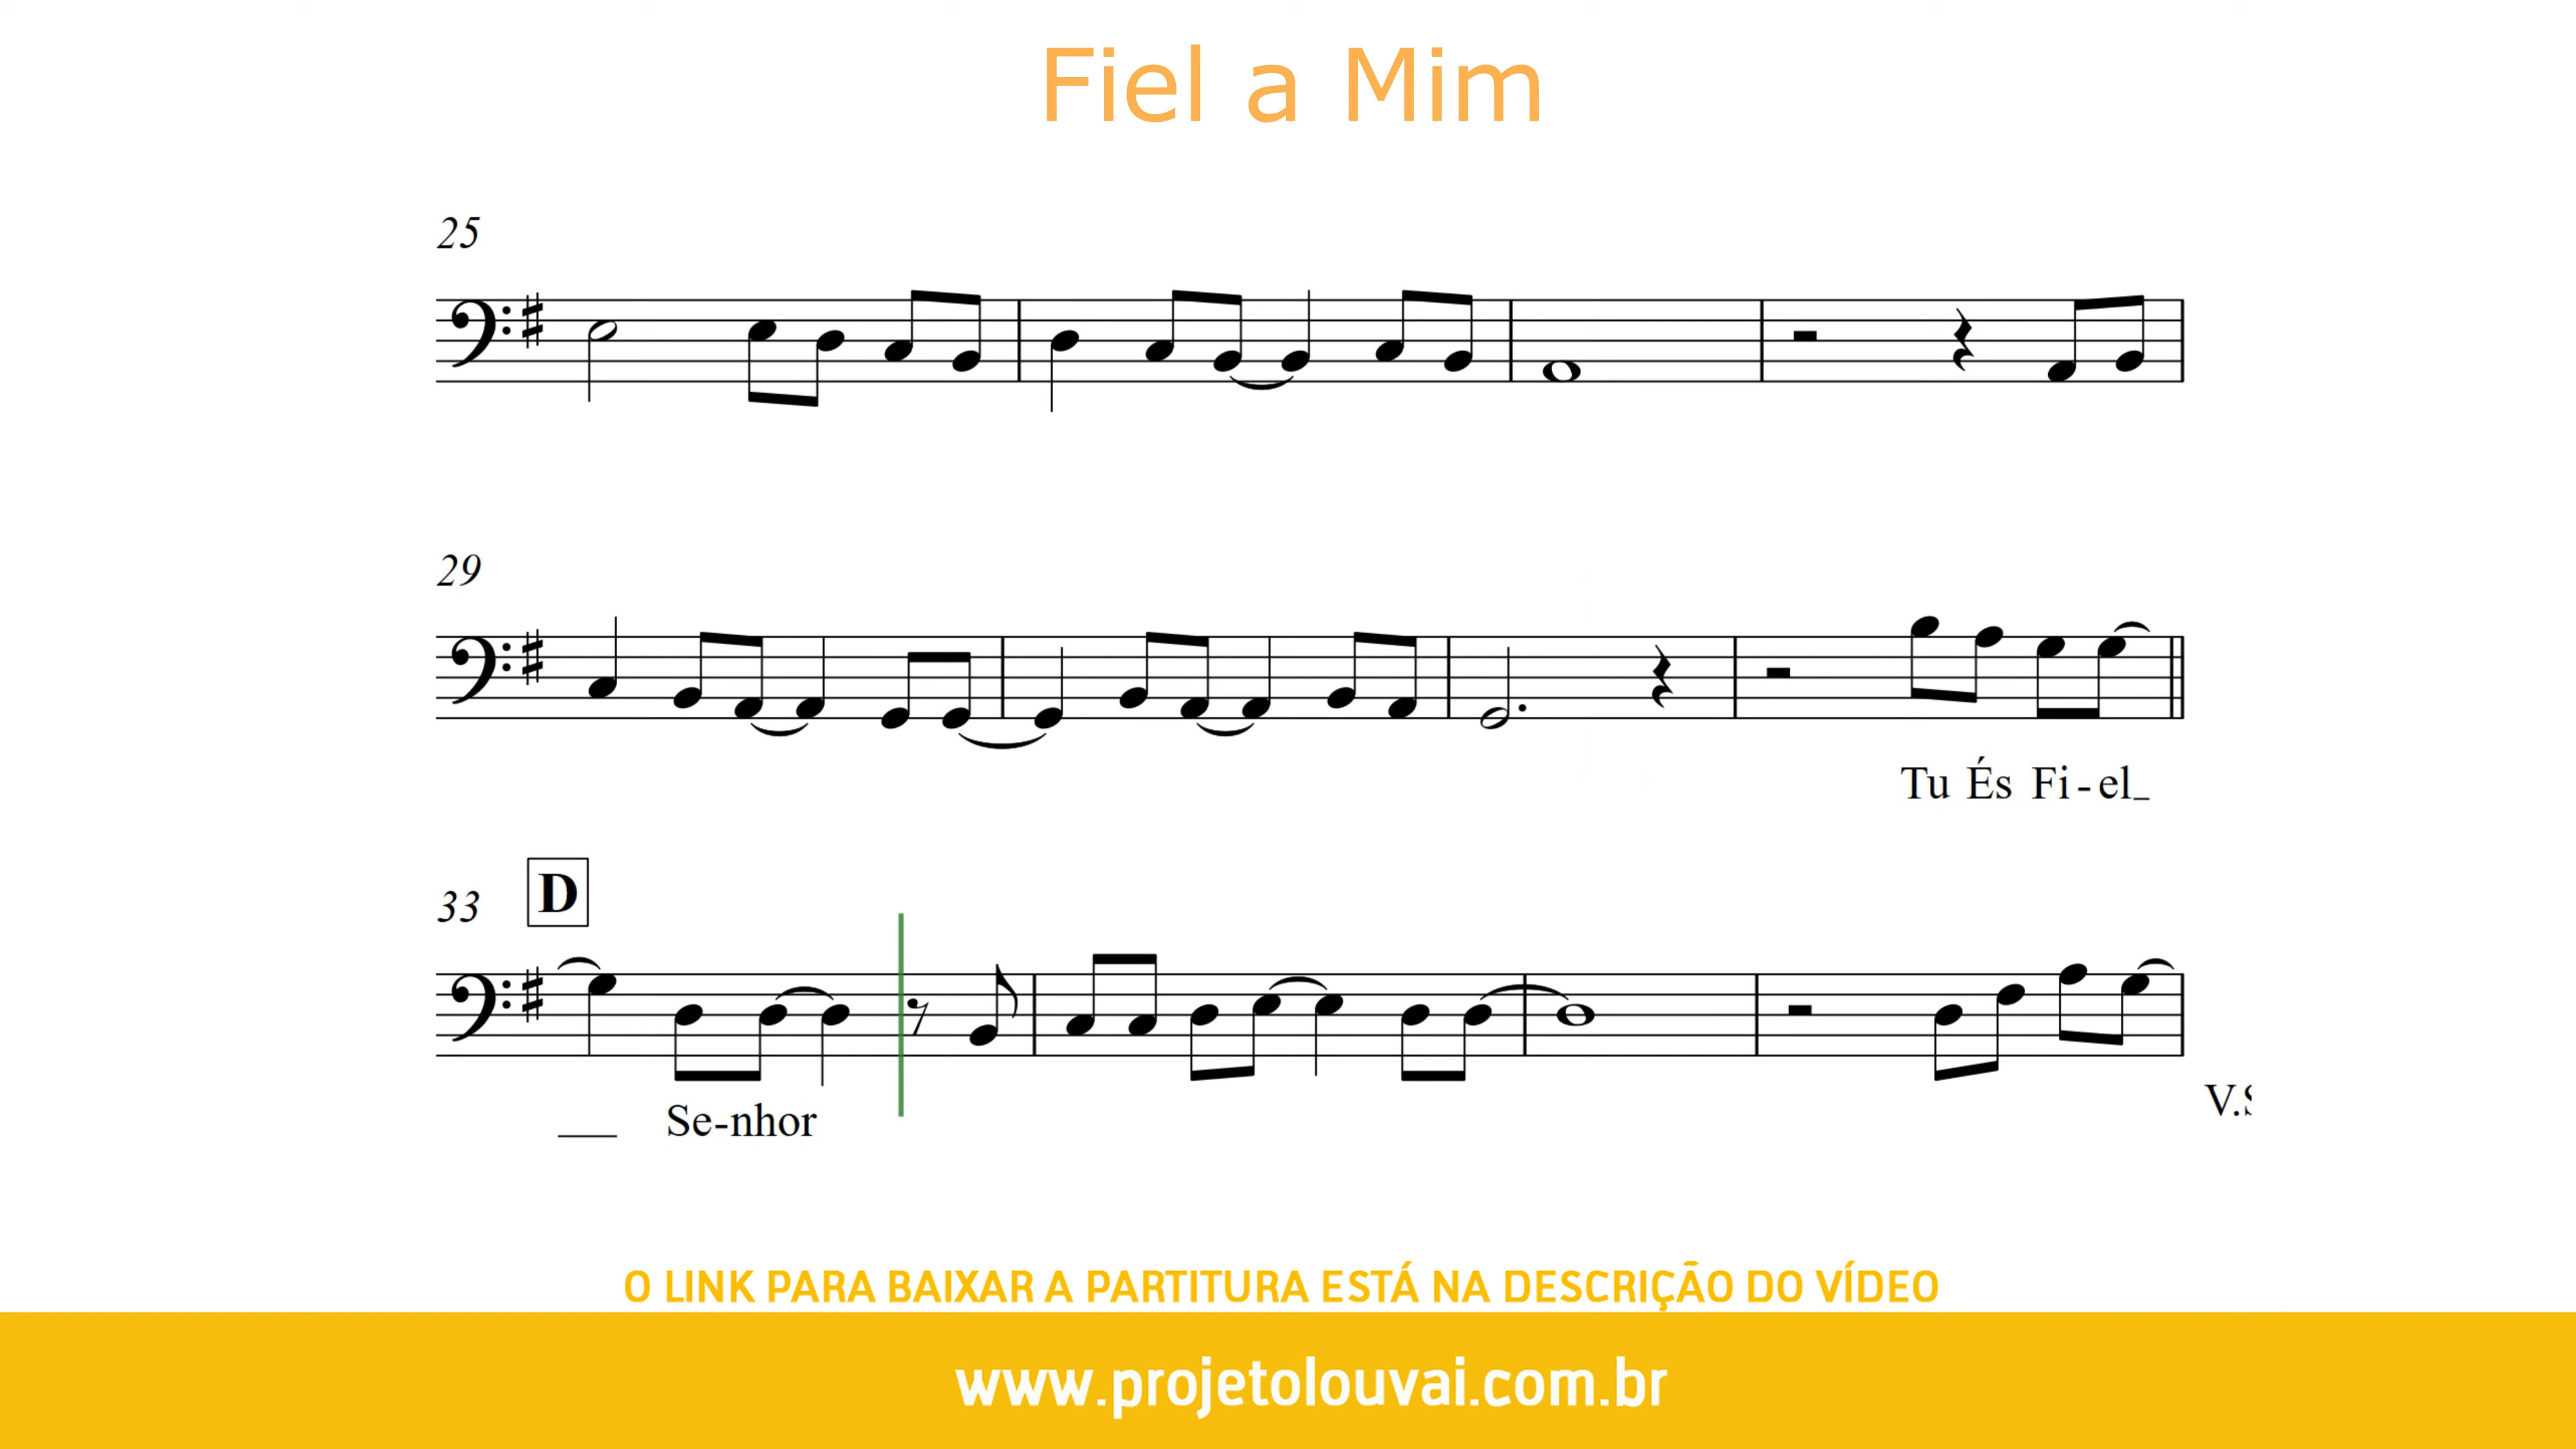 Fiel a Mim
25
29
Tu És Fi-el_
33
D
Se-nhor
V.S
O LINK PARA BAIXAR A PARTITURA ESTÁ NA DESCRIÇÃO DO VÍDEO
www.projetolouvai.com.br